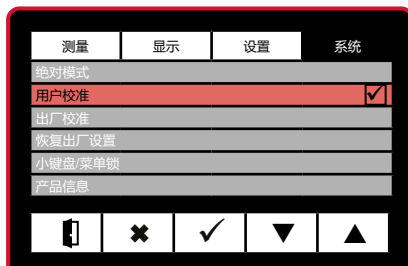 测量 显示 设置 系统
绝对模式
用户校准
出厂校准
恢复出厂设置
小键盘/菜单锁
产品信息